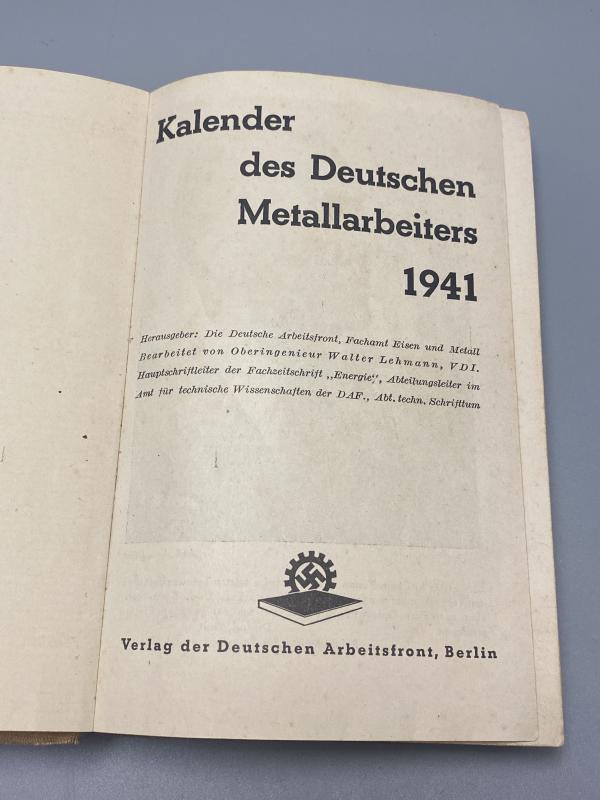 Kalender
des Deutschen
Metallarbeiters
1941
Herausgeber: Die Deutsche Arbeitsfront, Fachamt Eisen und Metall
Bearbeitet von Oberingenieur Walter Lehmann, VDI.
Hauptschriftleiter der Fachzeitschrift „Energie“, Abteilungsleiter im
Amt für technische Wissenschaften der DAF., Abt. techn. Schrifttum
Verlag der Deutschen Arbeitsfront, Berlin